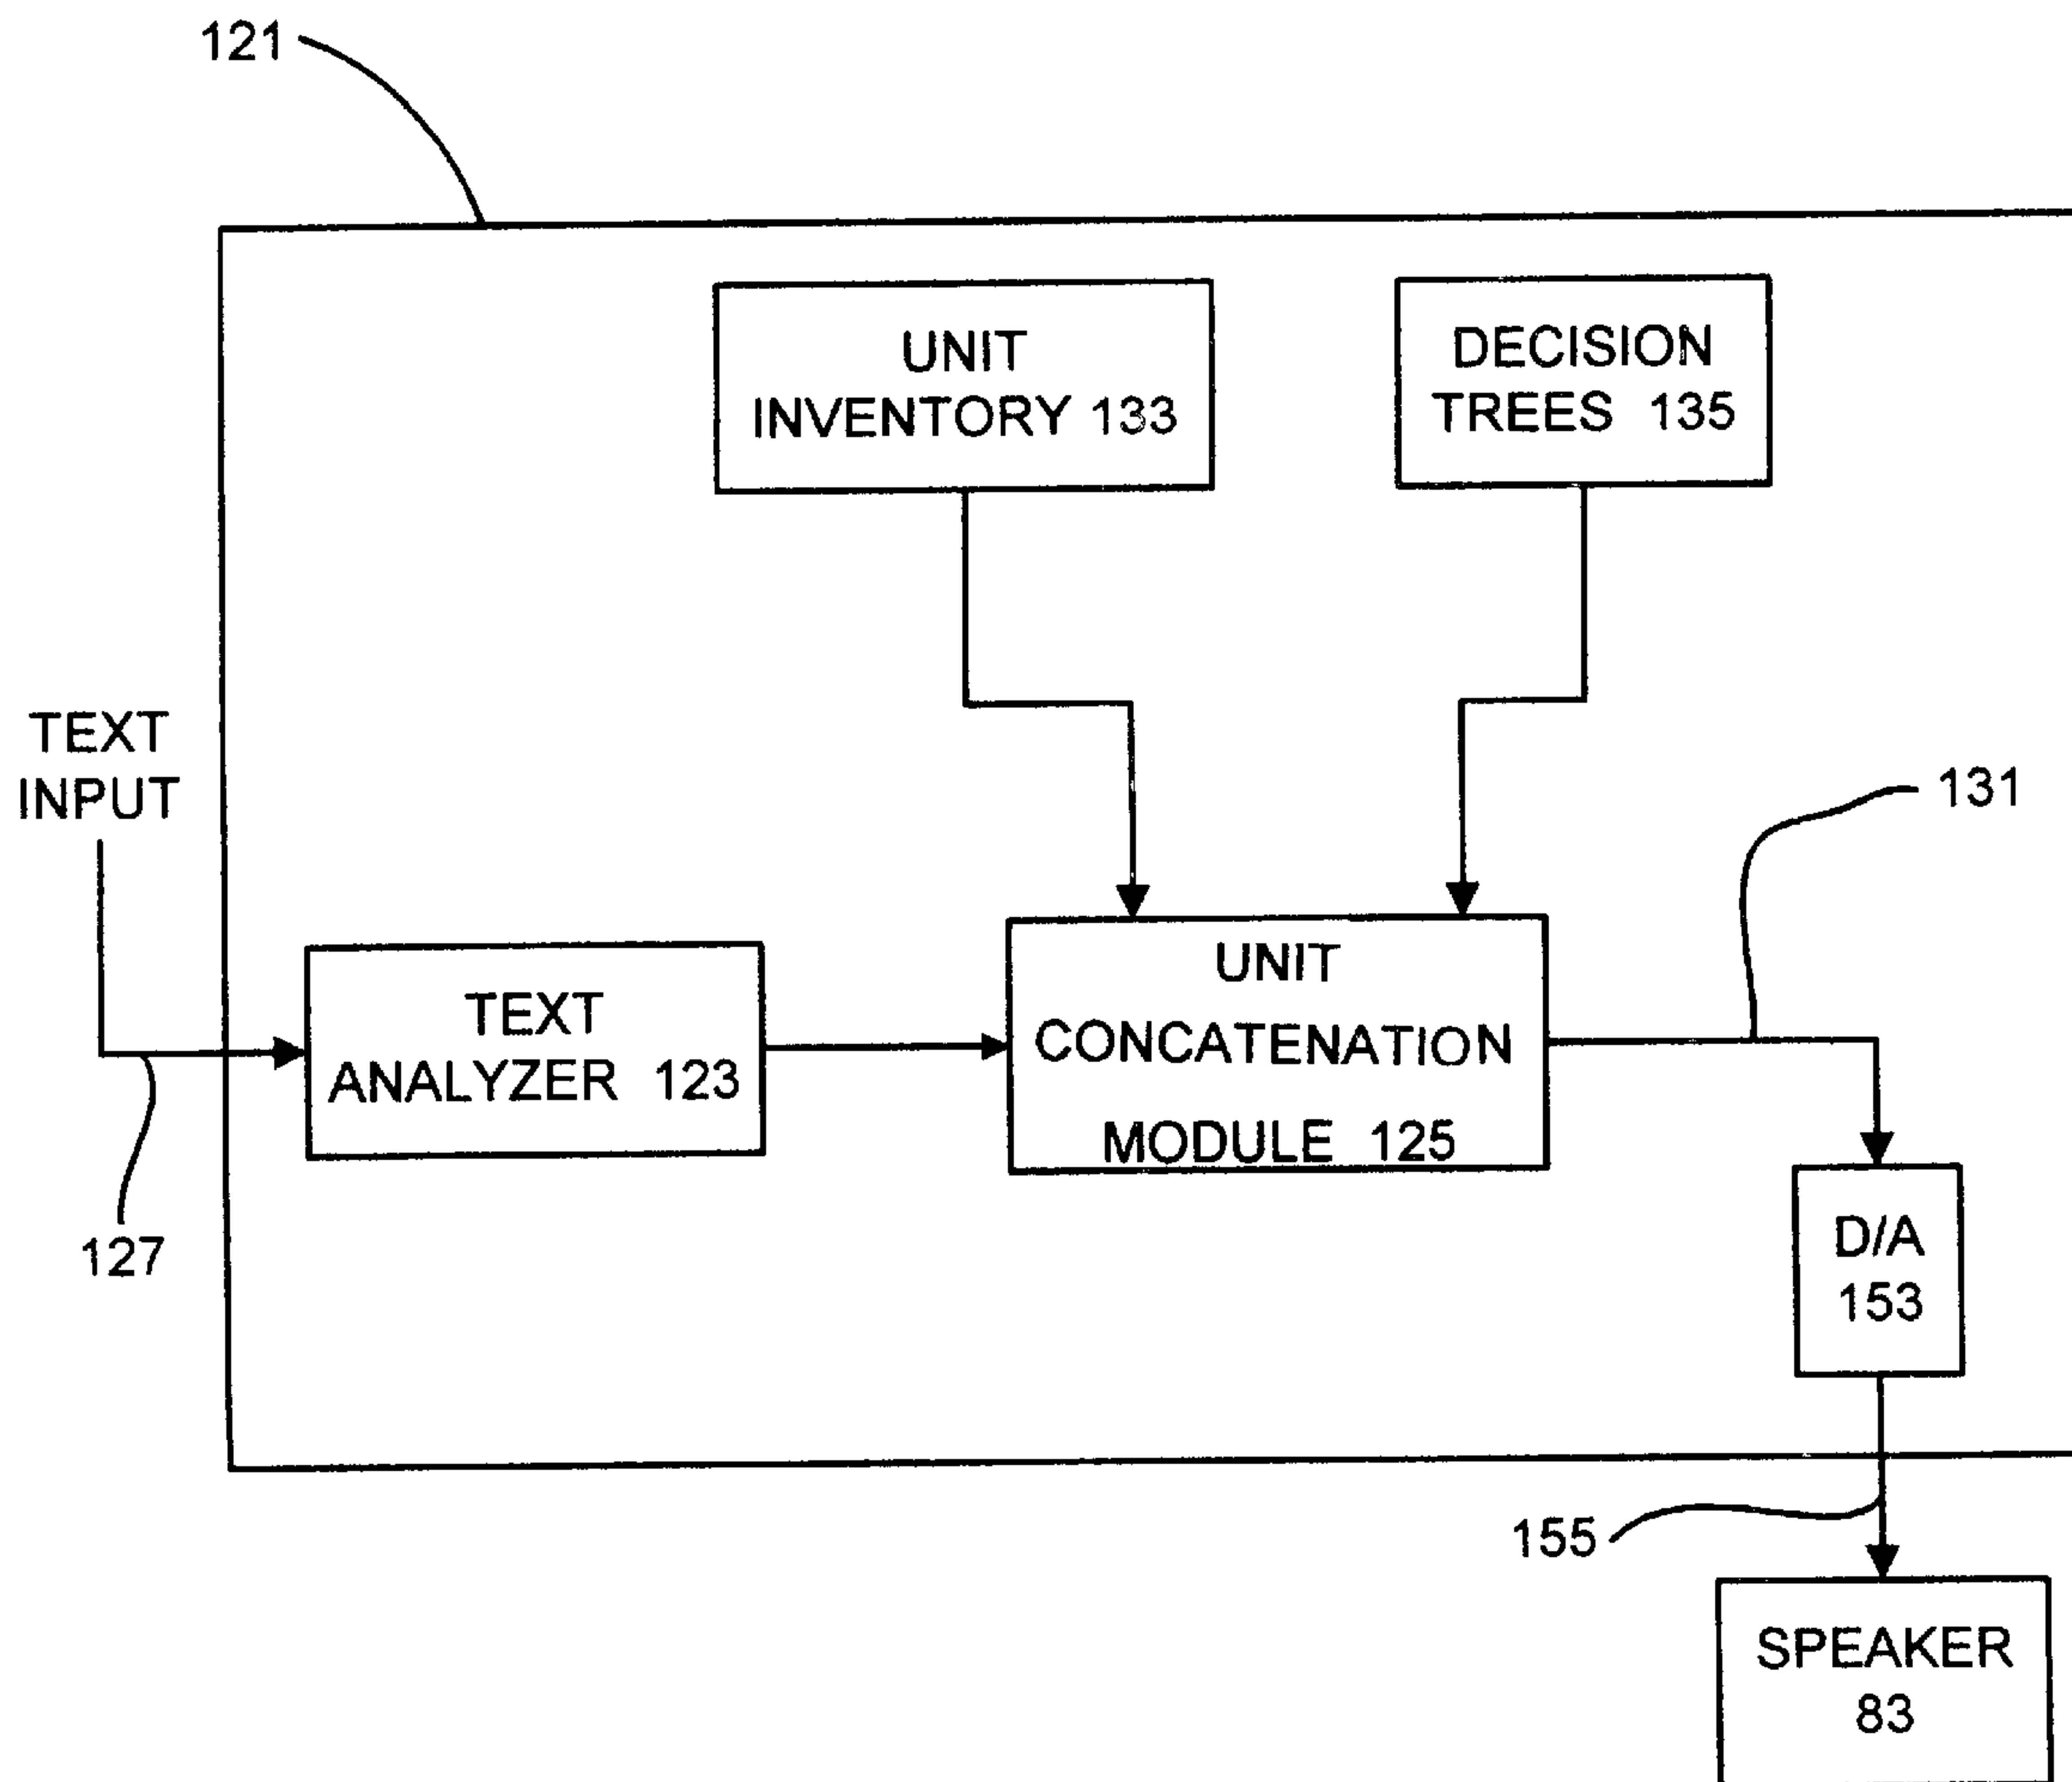 121
UNIT
INVENTORY 133
DECISION
TREES 135
TEXT
INPUT
131
TEXT
ANALYZER 123
UNIT
CONCATENATION
MODULE 125
127
D/A
153
155
SPEAKER
83